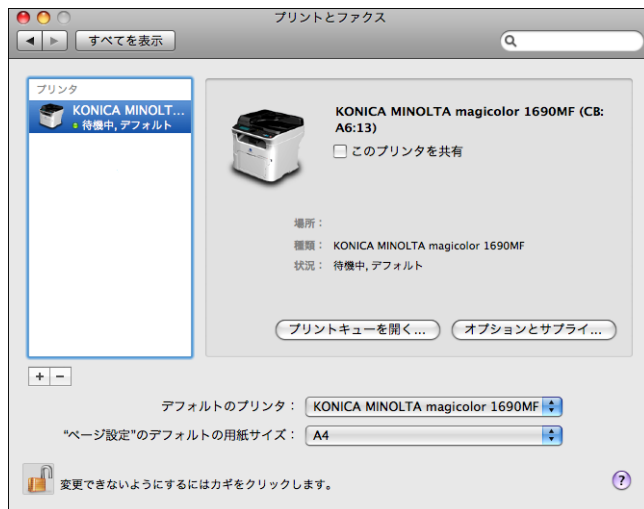 プリントとファクス
すべてを表示
プリンタ
KONICA MINOLT...
待機中, デフォルト
KONICA MINOLTA magicolor 1690MF (CB:
A6:13)
このプリンタを共有
場所：
種類： KONICA MINOLTA magicolor 1690MF
状況： 待機中, デフォルト
プリントキューを開く...
オプションとサプライ...
+ −
デフォルトのプリンタ： KONICA MINOLTA magicolor 1690MF
“ページ設定”のデフォルトの用紙サイズ： A4
変更できないようにするにはカギをクリックします。
?